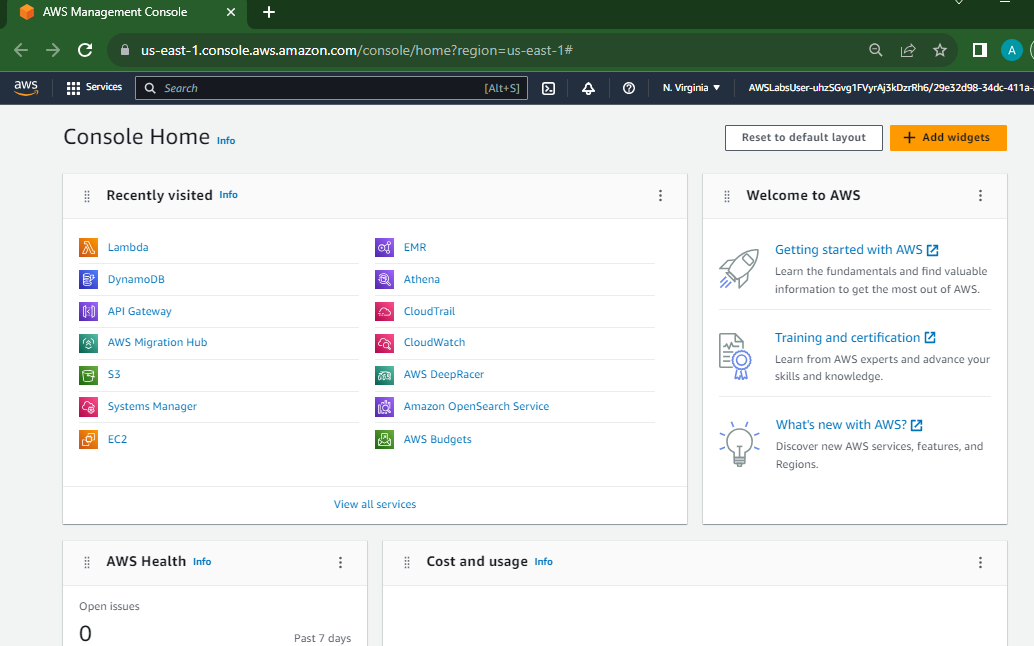 AWS Management Console
us-east-1.console.aws.amazon.com/console/home?region=us-east-1#
A
aws
Services
Search
[Alt+S]
N. Virginia
AWSLabsUser-uhzSGvg1FVyrAj3kDzrRh6/29e32d98-34dc-411a-
Console Home Info
Reset to default layout
Add widgets
Recently visited Info
Lambda
DynamoDB
API Gateway
AWS Migration Hub
S3
Systems Manager
EC2
EMR
Athena
CloudTrail
CloudWatch
AWS DeepRacer
Amazon OpenSearch Service
AWS Budgets
View all services
Welcome to AWS
Getting started with AWS
Learn the fundamentals and find valuable
information to get the most out of AWS.
Training and certification
Learn from AWS experts and advance your
skills and knowledge.
What's new with AWS?
Discover new AWS services, features, and
Regions.
AWS Health Info
Open issues
0
Past 7 days
Cost and usage Info